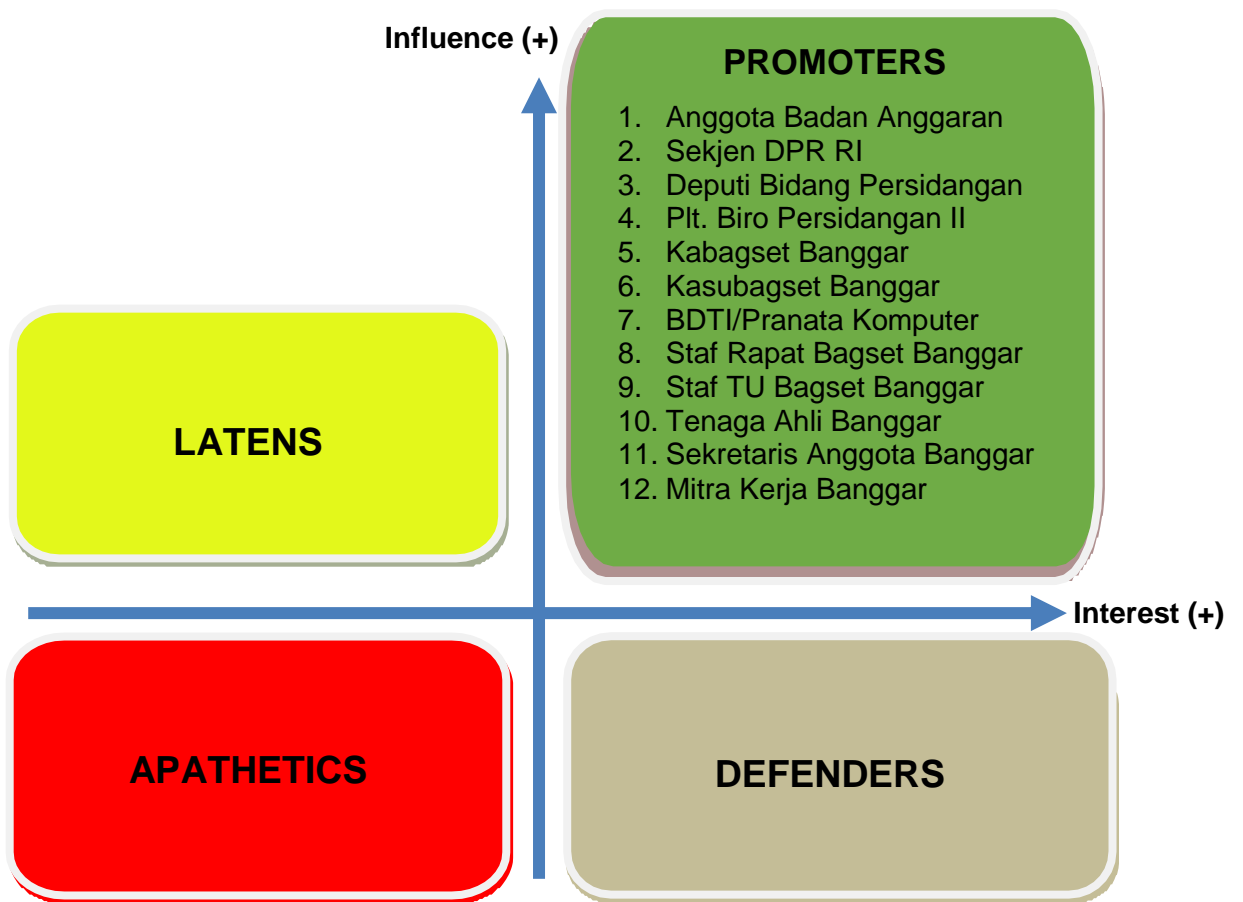 Influence (+)
PROMOTERS
1. Anggota Badan Anggaran
2. Sekjen DPR RI
3. Deputi Bidang Persidangan
4. Plt. Biro Persidangan II
5. Kabagset Banggar
6. Kasubagset Banggar
7. BDTI/Pranata Komputer
8. Staf Rapat Bagset Banggar
9. Staf TU Bagset Banggar
10. Tenaga Ahli Banggar
11. Sekretaris Anggota Banggar
12. Mitra Kerja Banggar
LATENS
Interest (+)
APATHETICS
DEFENDERS